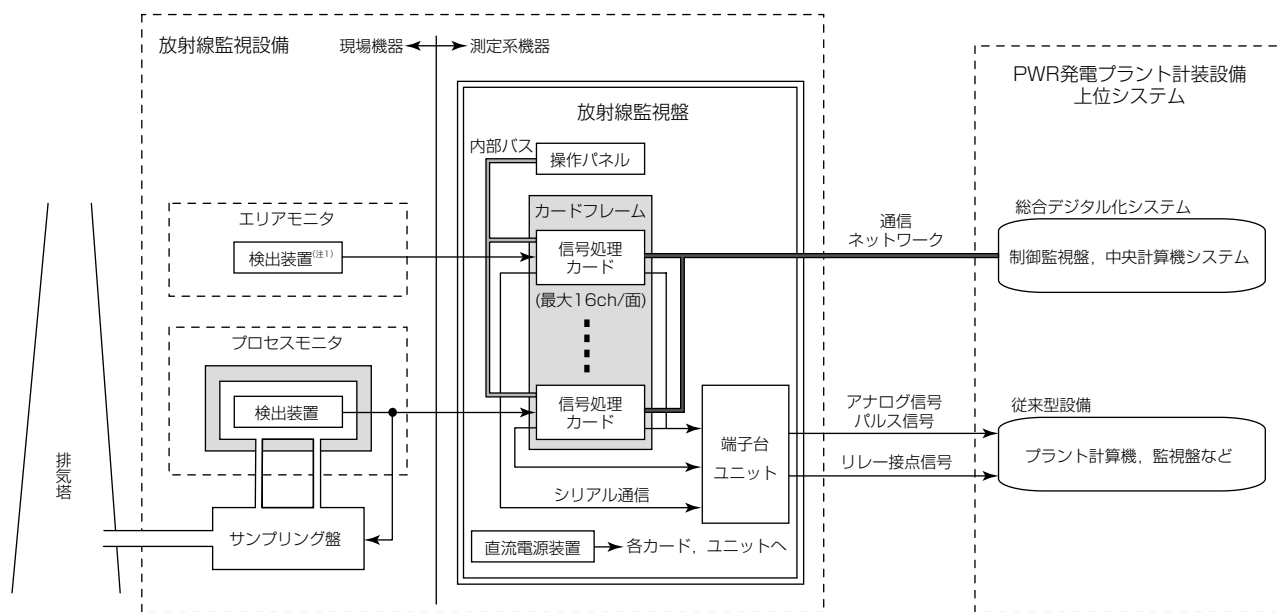 放射線監視設備
現場機器
測定系機器
PWR発電プラント計装設備
上位システム
放射線監視盤
内部バス
操作パネル
カードフレーム
エリアモニタ
検出装置(注1)
信号処理
カード
(最大16ch/面)
通信
ネットワーク
総合デジタル化システム
制御監視盤，中央計算機システム
プロセスモニタ
検出装置
信号処理
カード
端子台
ユニット
アナログ信号
パルス信号
リレー接点信号
従来型設備
プラント計算機，監視盤など
排気塔
シリアル通信
サンプリング盤
直流電源装置
各カード，ユニットへ